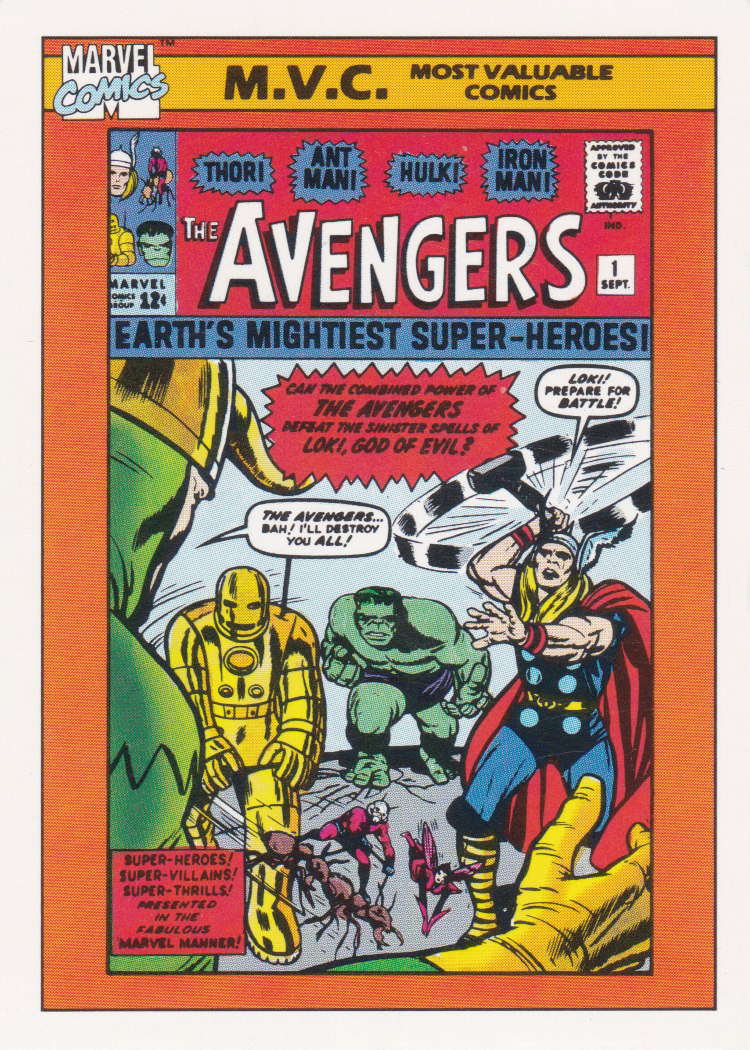 MARVEL TM
COMICS
M
M.V.C.
MOST VALUABLE
COMICS
THOR!
ANT
MAN!
HULK!
IRON
MAN!
APPROVED
BY THE
COMICS
CODE
AUTHORITY
IND.
THE AVENGERS
1
SEPT.
MARVEL
COMICS
GROUP 12¢
EARTH'S MIGHTIEST SUPER-HEROES!
CAN THE COMBINED POWER OF
THE AVENGERS
DEFEAT THE SINISTER SPELLS OF
LOKI, GOD OF EVIL?
LOKI!
PREPARE FOR
BATTLE!
THE AVENGERS...
BAH! I'LL DESTROY
YOU ALL!
SUPER-HEROES!
SUPER-VILLAINS!
SUPER-THRILLS!
PRESENTED
IN THE
FABULOUS
MARVEL MANNER!